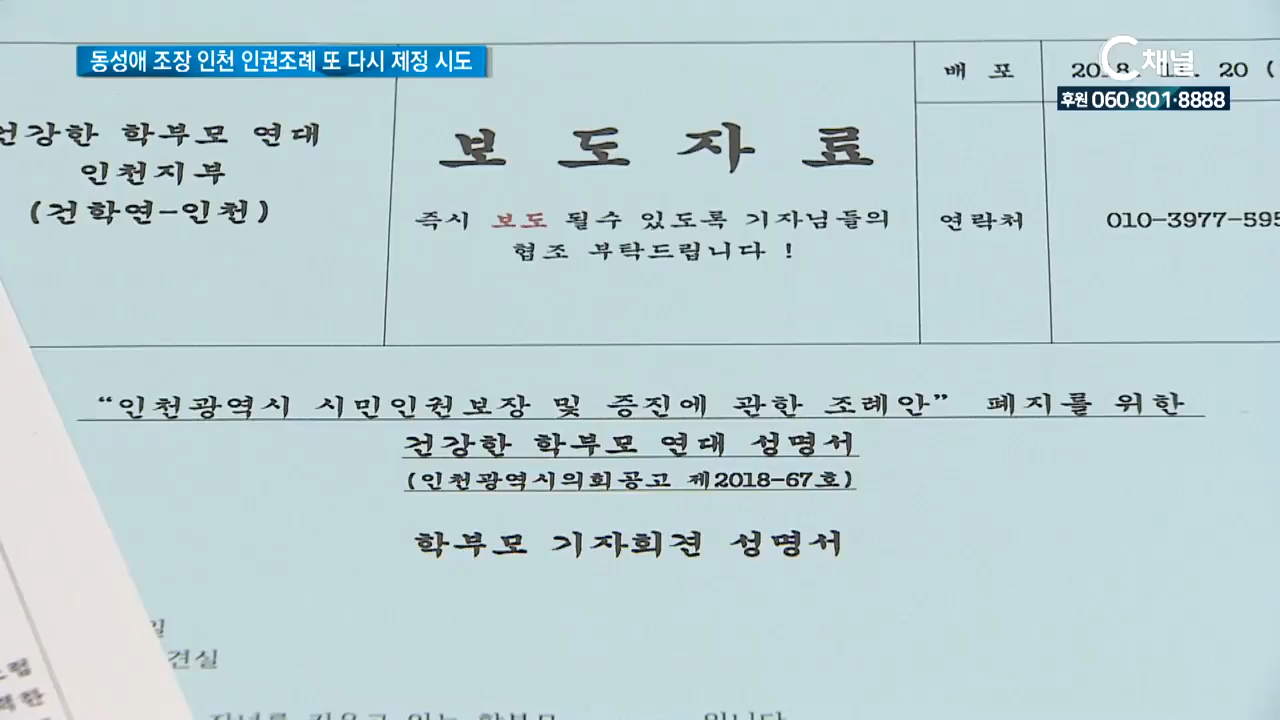 동성애 조장 인천 인권조례 또 다시 제정 시도
C채널
후원 060·801·8888
배 포
20 (
건강한 학부모 연대
인천지부
(건학연-인천)
보 도 자 료
즉시 보도 될수 있도록 기자님들의
협조 부탁드립니다 !
연락처
010-3977-595
“인천광역시 시민인권보장 및 증진에 관한 조례안” 폐지를 위한
건강한 학부모 연대 성명서
(인천광역시의회공고 제2018-67호)
학부모 기자회견 성명서
일
견실